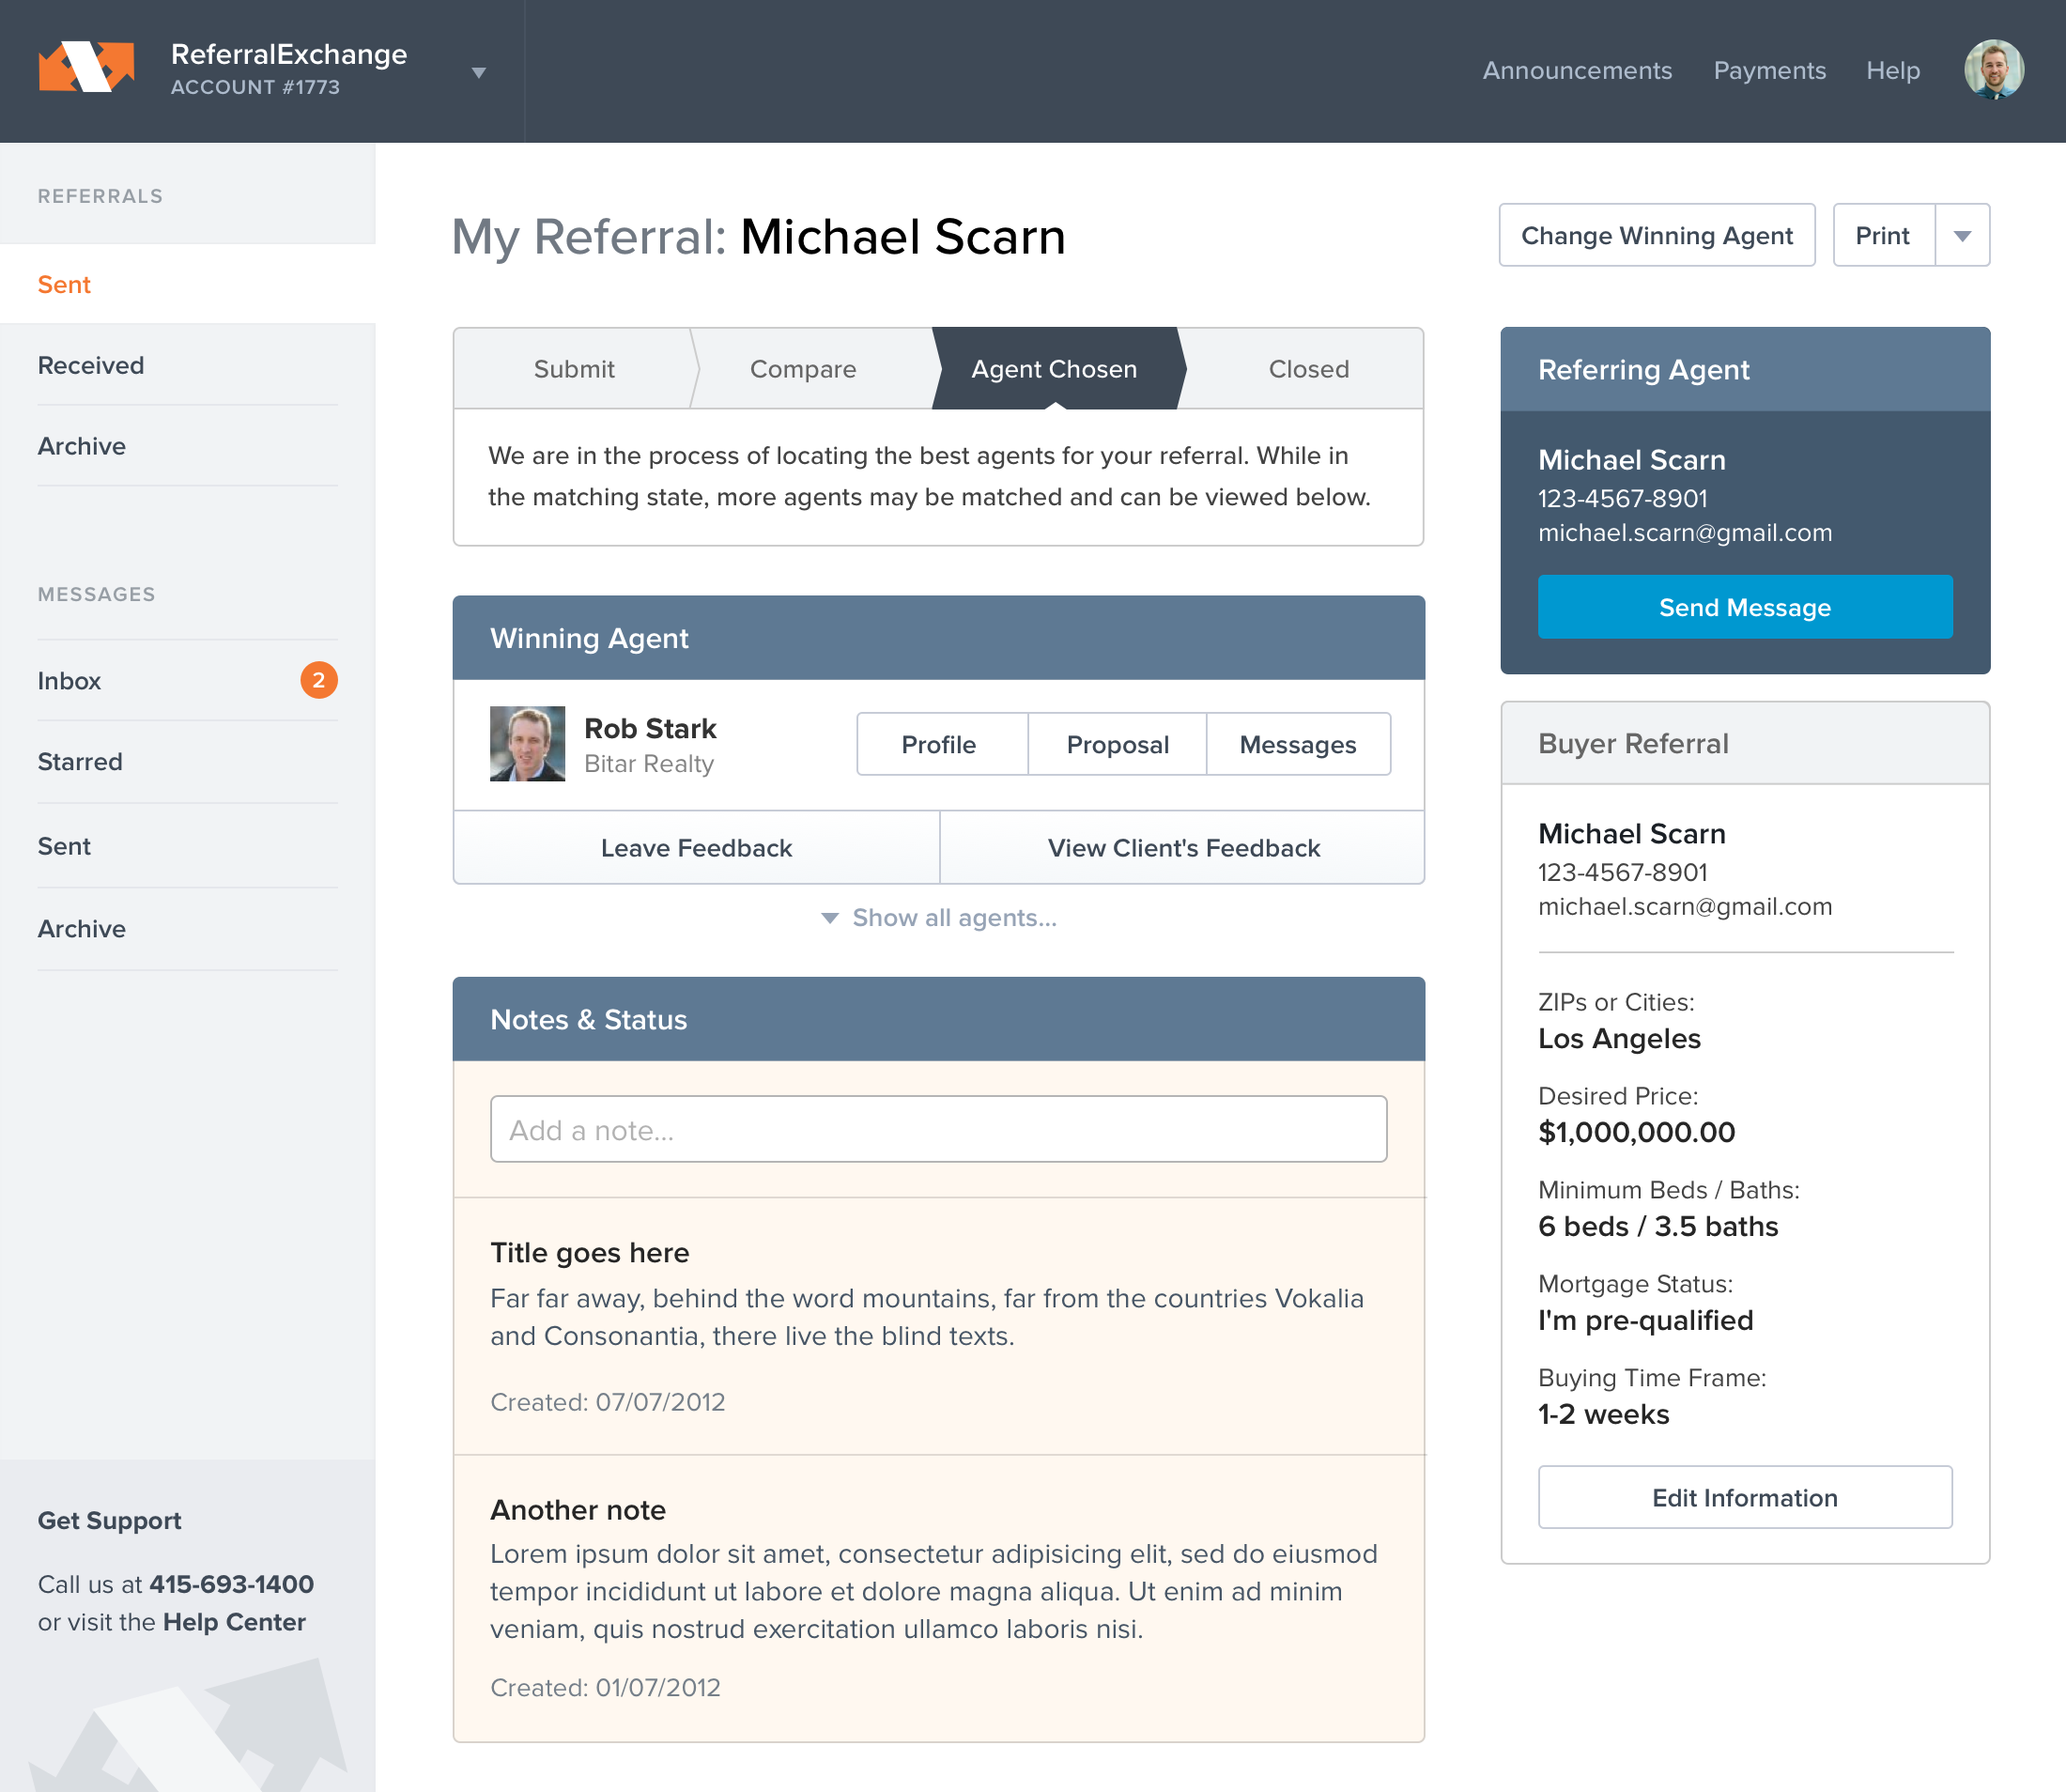 ReferralExchange
ACCOUNT #1773
Announcements
Payments
Help
REFERRALS
Sent
Received
Archive
MESSAGES
Inbox
2
Starred
Sent
Archive
Get Support
Call us at 415-693-1400
or visit the Help Center
My Referral: Michael Scarn
Change Winning Agent
Print
Submit
Compare
Agent Chosen
Closed
We are in the process of locating the best agents for your referral. While in
the matching state, more agents may be matched and can be viewed below.
Winning Agent
Rob Stark
Bitar Realty
Profile
Proposal
Messages
Leave Feedback
View Client's Feedback
Show all agents...
Notes & Status
Add a note...
Title goes here
Far far away, behind the word mountains, far from the countries Vokalia
and Consonantia, there live the blind texts.
Created: 07/07/2012
Another note
Lorem ipsum dolor sit amet, consectetur adipisicing elit, sed do eiusmod
tempor incididunt ut labore et dolore magna aliqua. Ut enim ad minim
veniam, quis nostrud exercitation ullamco laboris nisi.
Created: 01/07/2012
Referring Agent
Michael Scarn
123-4567-8901
michael.scarn@gmail.com
Send Message
Buyer Referral
Michael Scarn
123-4567-8901
michael.scarn@gmail.com
ZIPs or Cities:
Los Angeles
Desired Price:
$1,000,000.00
Minimum Beds / Baths:
6 beds / 3.5 baths
Mortgage Status:
I'm pre-qualified
Buying Time Frame:
1-2 weeks
Edit Information